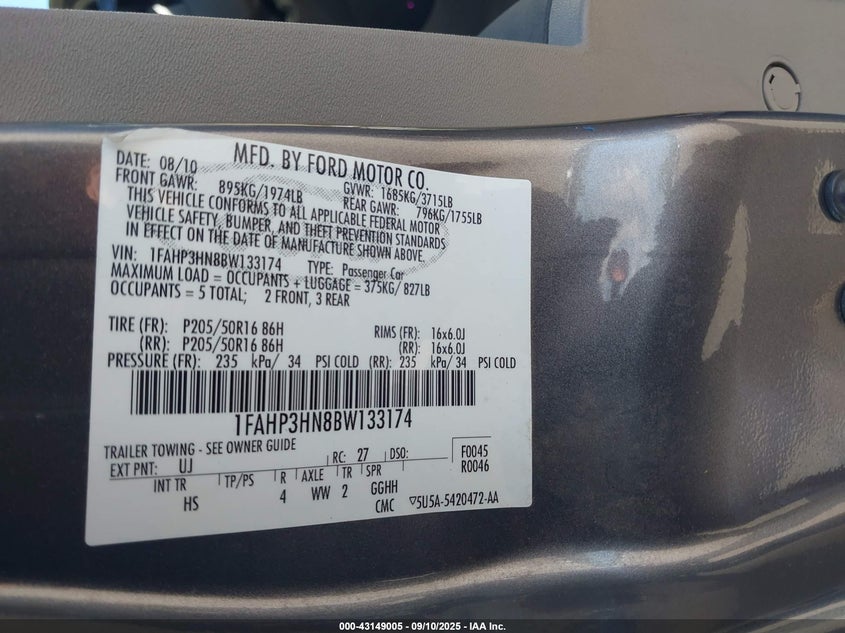 DATE: 08/10 MFD. BY FORD MOTOR CO.
FRONT GAWR: 895KG/1974LB GVWR: 1685KG/3715LB
REAR GAWR: 796KG/1755LB
THIS VEHICLE CONFORMS TO ALL APPLICABLE FEDERAL MOTOR
VEHICLE SAFETY, BUMPER, AND THEFT PREVENTION STANDARDS
IN EFFECT ON THE DATE OF MANUFACTURE SHOWN ABOVE.
VIN: 1FAHP3HN8BW133174 TYPE: Passenger Car
MAXIMUM LOAD = OCCUPANTS + LUGGAGE = 375KG/ 827LB
OCCUPANTS = 5 TOTAL; 2 FRONT, 3 REAR
TIRE (FR): P205/50R16 86H RIMS (FR): 16x6.0J
(RR): P205/50R16 86H (RR): 16x6.0J
PRESSURE (FR): 235 kPa/ 34 PSI COLD (RR): 235 kPa/ 34 PSI COLD
1FAHP3HN8BW133174
TRAILER TOWING - SEE OWNER GUIDE
EXT PNT: UJ RC: 27 DSO: F0045
R0046
INT TR TP/PS R AXLE TR SPR
HS 4 WW 2 GGHH
CMC ▽5U5A-5420472-AA
000-43149005 - 09/10/2025 - IAA Inc.